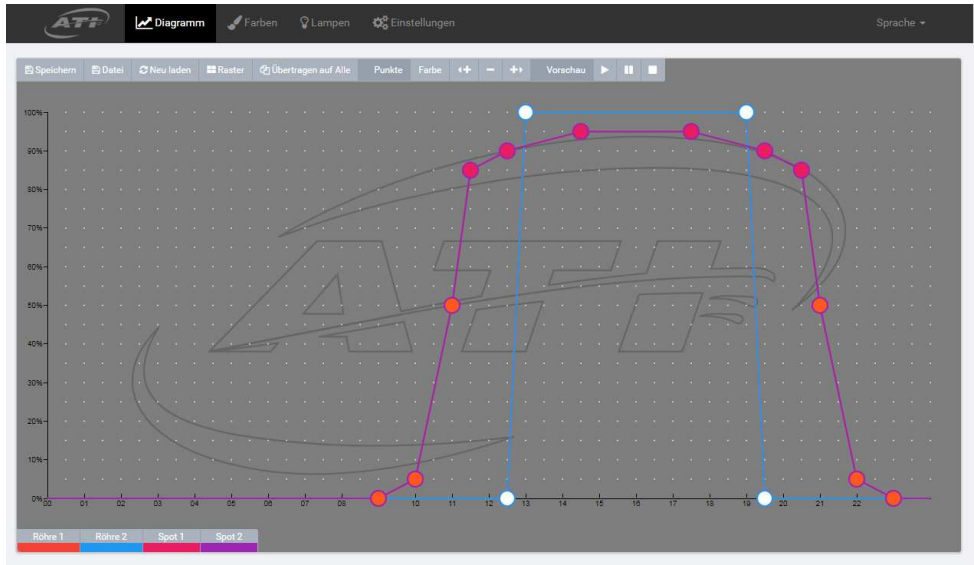 ATI Diagramm Farben Lampen Einstellungen Sprache
Speichern Datei Neu laden Raster Übertragen auf Alle Punkte Farbe Vorschau
100%
90%
80%
70%
60%
50%
40%
30%
20%
10%
0%
00 01 02 03 04 05 06 07 08 10 11 12 13 14 15 16 17 18 19 20 21 22
ATI
Röhre 1 Röhre 2 Spot 1 Spot 2